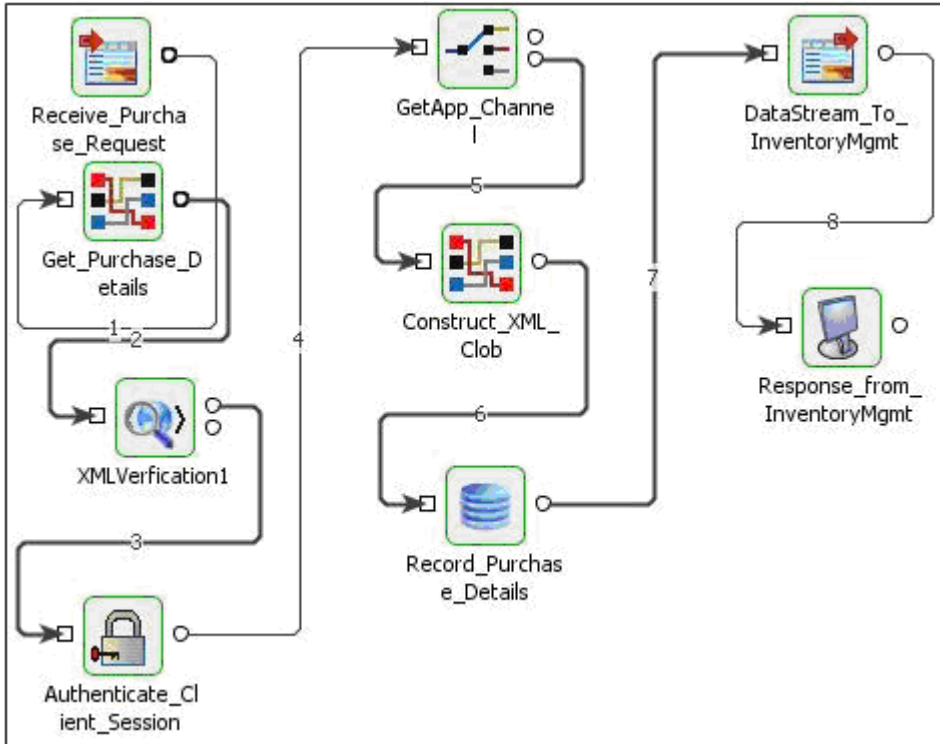 Receive_Purcha
se_Request
Get_Purchase_D
etails
1
2
XMLVerfication1
3
Authenticate_Cl
ient_Session
4
GetApp_Channe
l
5
Construct_XML_
Clob
6
Record_Purchas
e_Details
7
DataStream_To_
InventoryMgmt
8
Response_from_
InventoryMgmt